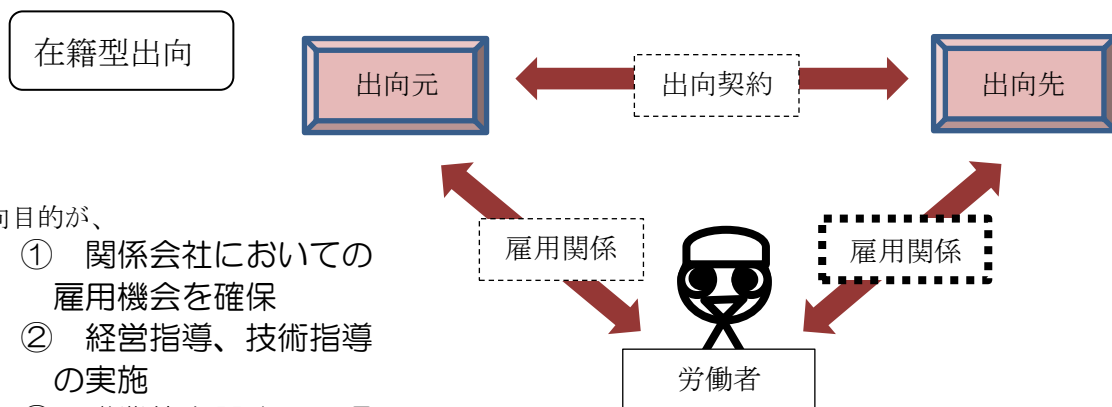 在籍型出向
出向元
出向契約
出向先
向目的が、
① 関係会社においての
雇用機会を確保
② 経営指導、技術指導
の実施
雇用関係
雇用関係
労働者